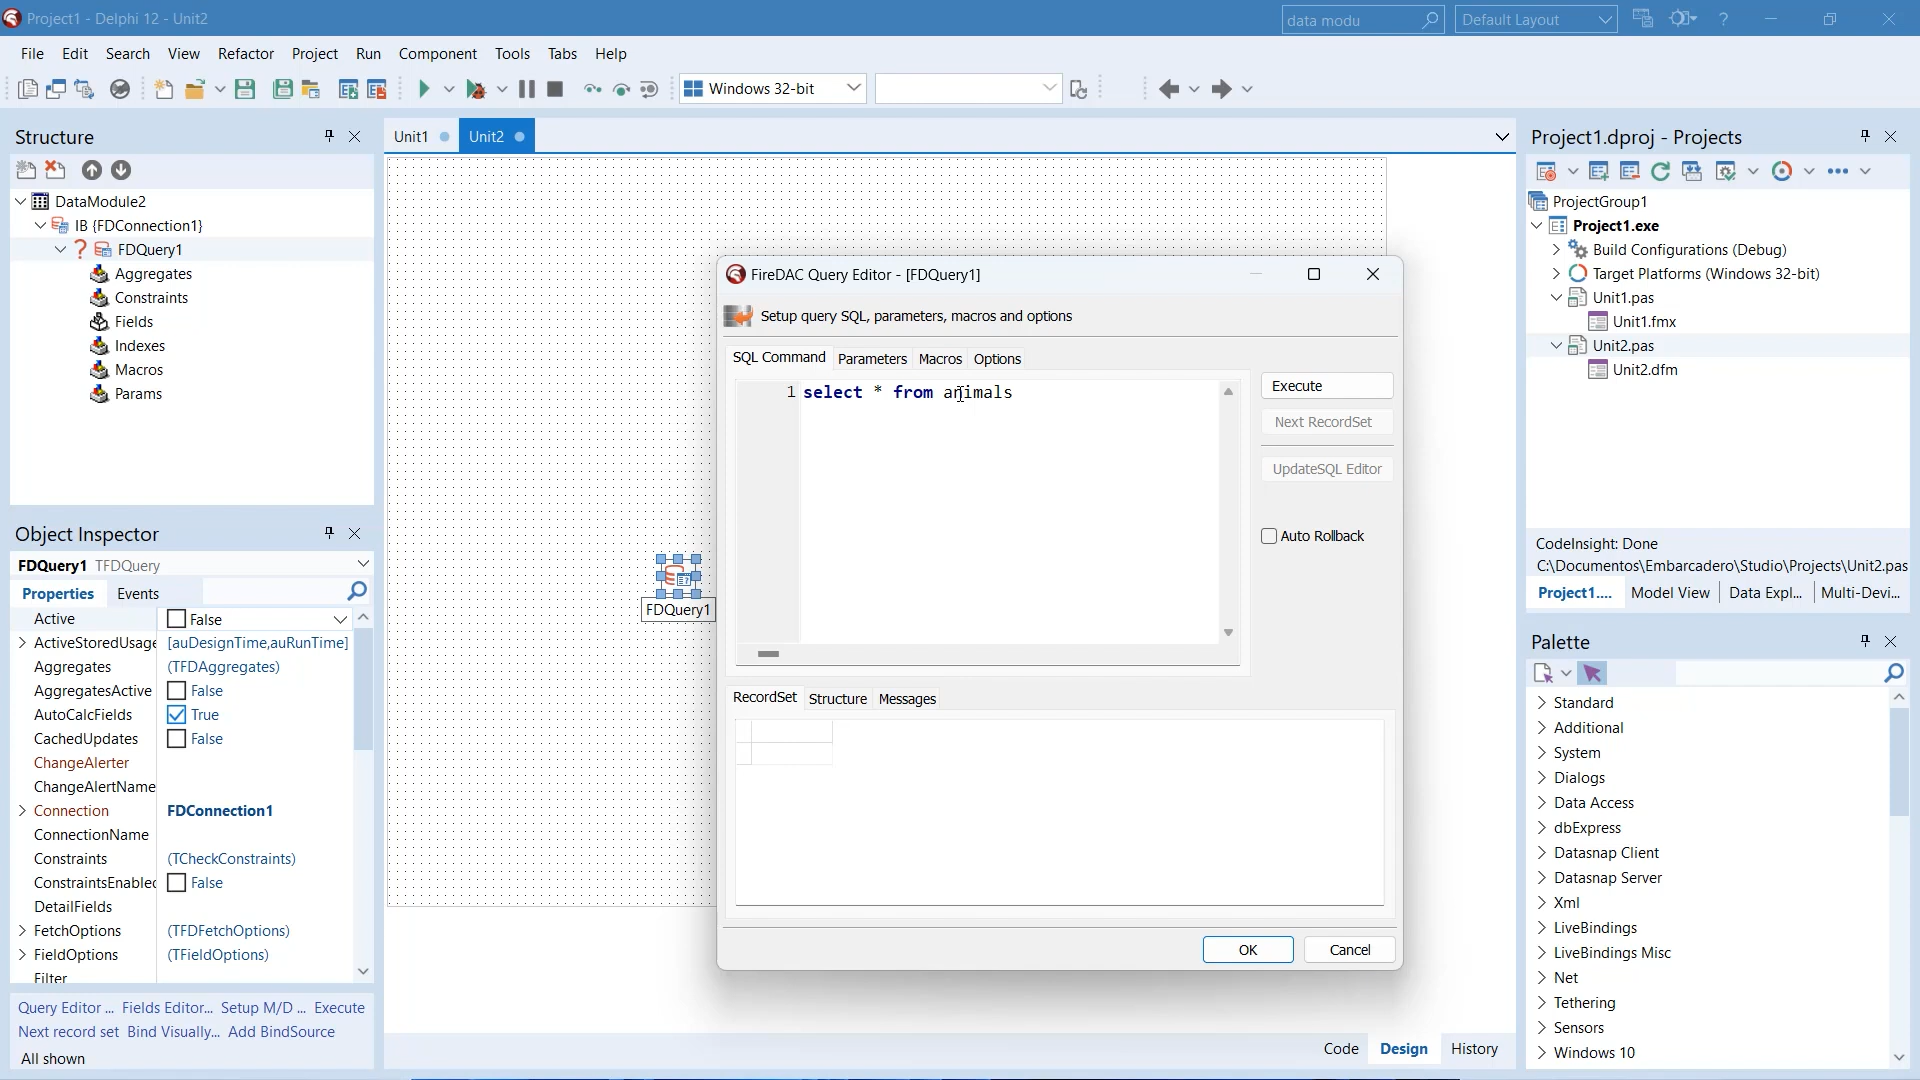 Project1 - Delphi 12 - Unit2
data modu
Default Layout
?
File Edit Search View Refactor Project Run Component Tools Tabs Help
Windows 32-bit
Structure
DataModule2
IB {FDConnection1}
FDQuery1
Aggregates
Constraints
Fields
Indexes
Macros
Params
Object Inspector
FDQuery1 TFDQuery
Properties Events
Active False
ActiveStoredUsage [auDesignTime,auRunTime]
Aggregates (TFDAggregates)
AggregatesActive False
AutoCalcFields True
CachedUpdates False
ChangeAlerter
ChangeAlertName
Connection FDConnection1
ConnectionName
Constraints (TCheckConstraints)
ConstraintsEnabled False
DetailFields
FetchOptions (TFDFetchOptions)
FieldOptions (TFieldOptions)
Filter
Query Editor ... Fields Editor... Setup M/D ... Execute
Next record set Bind Visually... Add BindSource
All shown
Unit1 Unit2
FDQuery1
FireDAC Query Editor - [FDQuery1]
Setup query SQL, parameters, macros and options
SQL Command Parameters Macros Options
1 select * from animals
Execute
Next RecordSet
UpdateSQL Editor
Auto Rollback
RecordSet Structure Messages
OK Cancel
Code Design History
Project1.dproj - Projects
ProjectGroup1
Project1.exe
Build Configurations (Debug)
Target Platforms (Windows 32-bit)
Unit1.pas
Unit1.fmx
Unit2.pas
Unit2.dfm
CodeInsight: Done
C:\Documentos\Embarcadero\Studio\Projects\Unit2.pas
Project1.... Model View Data Expl... Multi-Devi...
Palette
Standard
Additional
System
Dialogs
Data Access
dbExpress
Datasnap Client
Datasnap Server
Xml
LiveBindings
LiveBindings Misc
Net
Tethering
Sensors
Windows 10